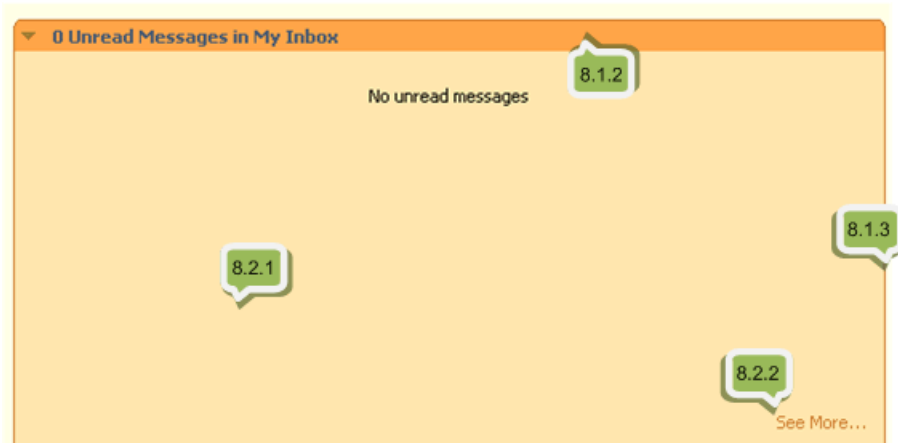 0 Unread Messages in My Inbox
8.1.2
No unread messages
8.1.3
8.2.1
8.2.2
See More...